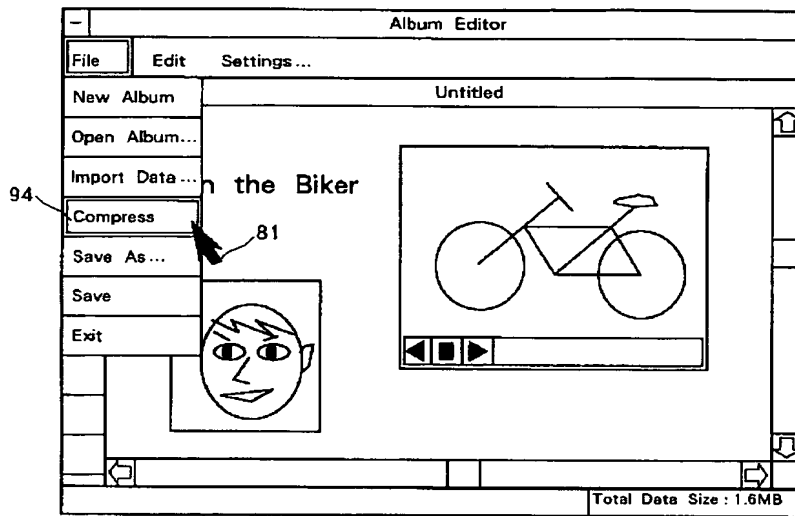 Album Editor
File Edit Settings...
New Album
Untitled
Open Album...
Import Data...
n the Biker
94
Compress
81
Save As...
Save
Exit
Total Data Size : 1.6MB